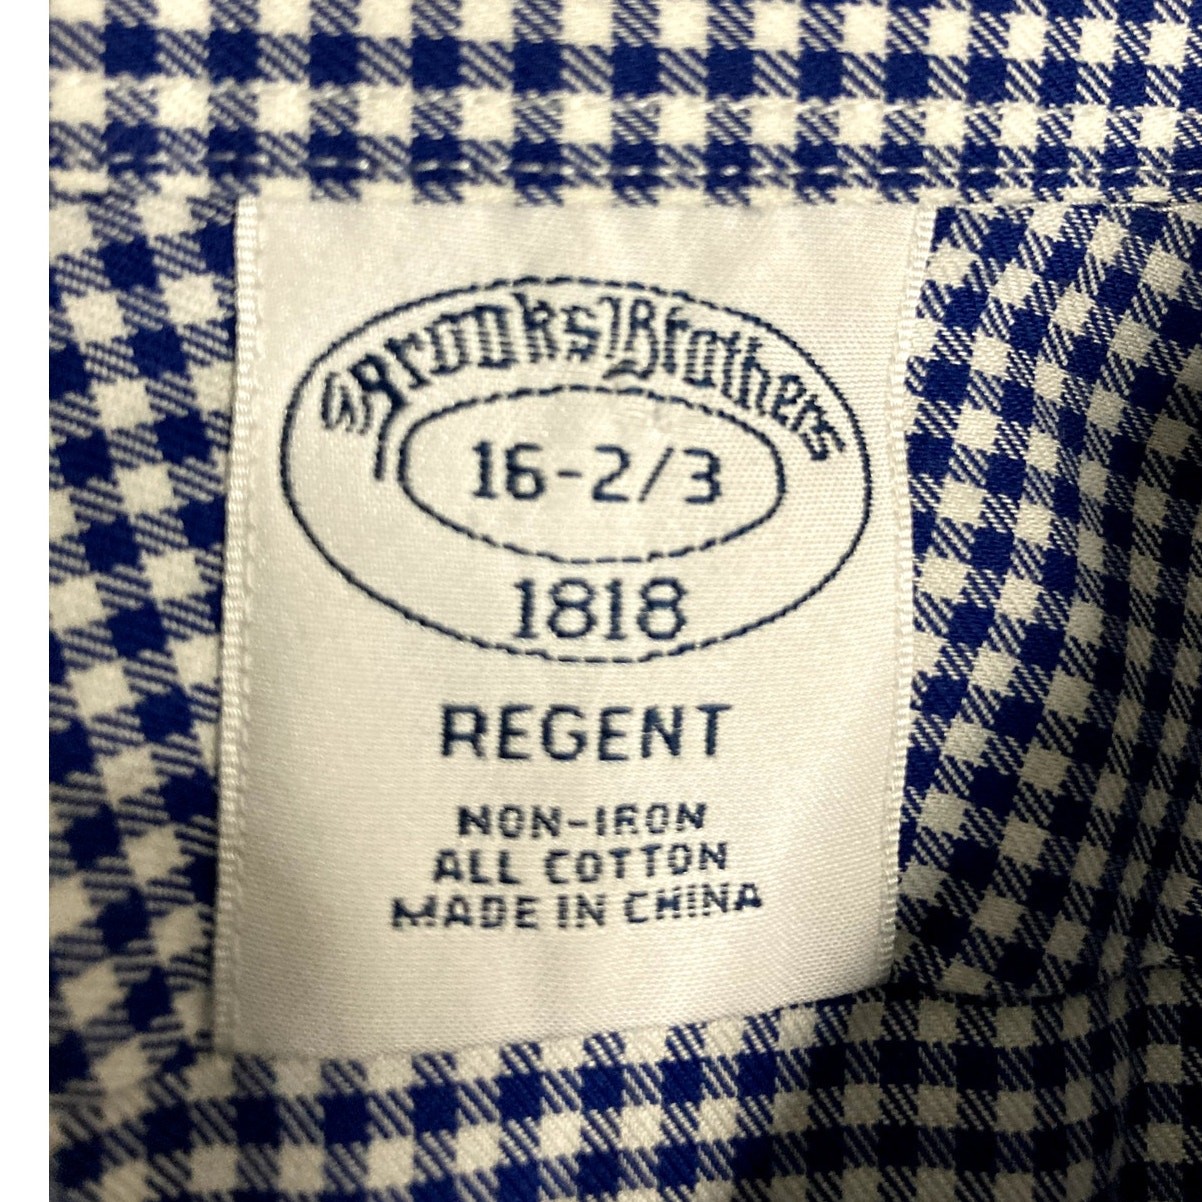 Brooks Brothers
16-2/3
1818
REGENT
NON-IRON
ALL COTTON
MADE IN CHINA